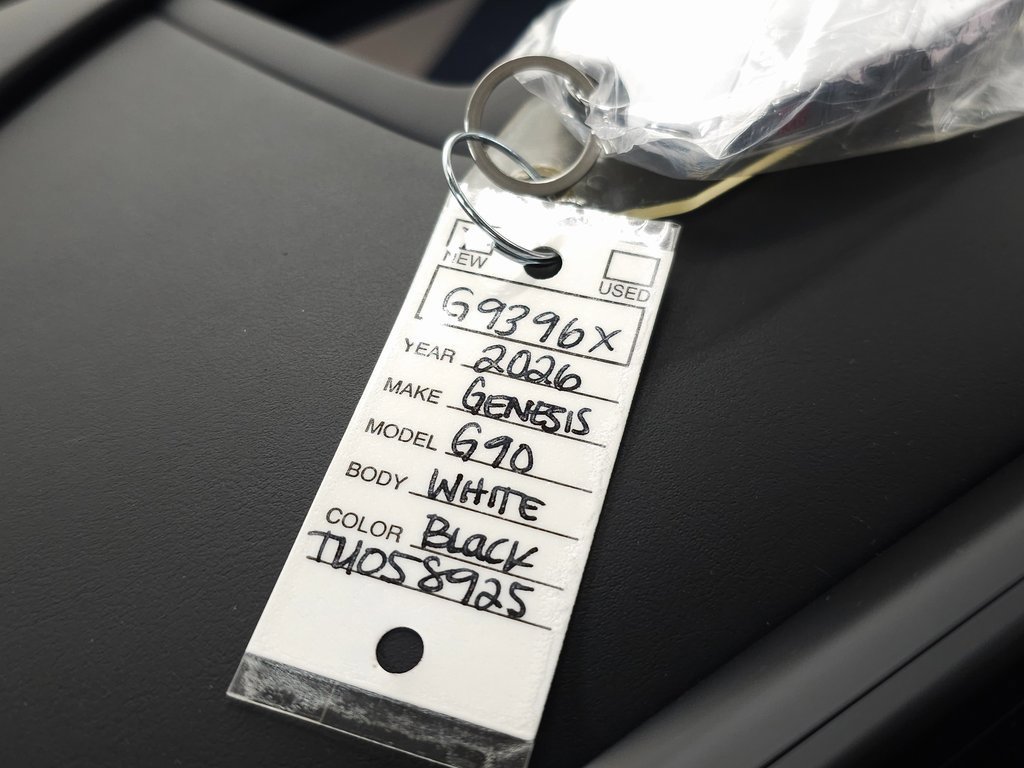 NEW
USED
G9396X
YEAR 2026
MAKE GENESIS
MODEL G90
BODY WHITE
COLOR BLACK
TU058925